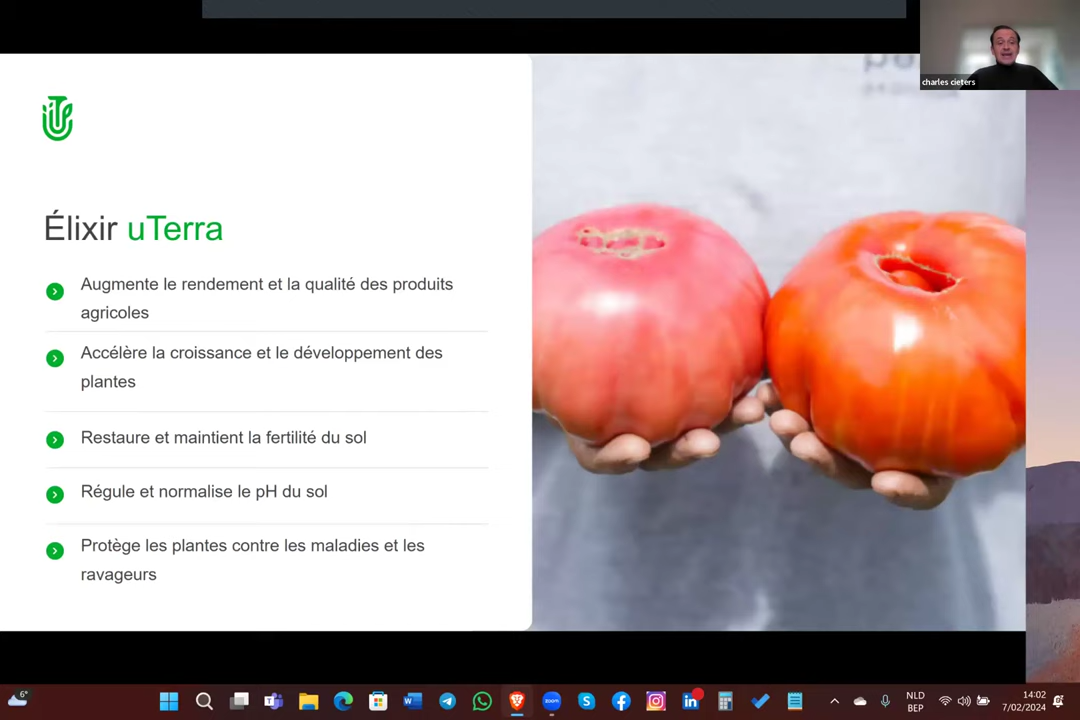 charles cieters
Élixir uTerra
Augmente le rendement et la qualité des produits
agricoles
Accélère la croissance et le développement des
plantes
Restaure et maintient la fertilité du sol
Régule et normalise le pH du sol
Protège les plantes contre les maladies et les
ravageurs
6°
zoom
NLD
BEP
14:02
7/02/2024